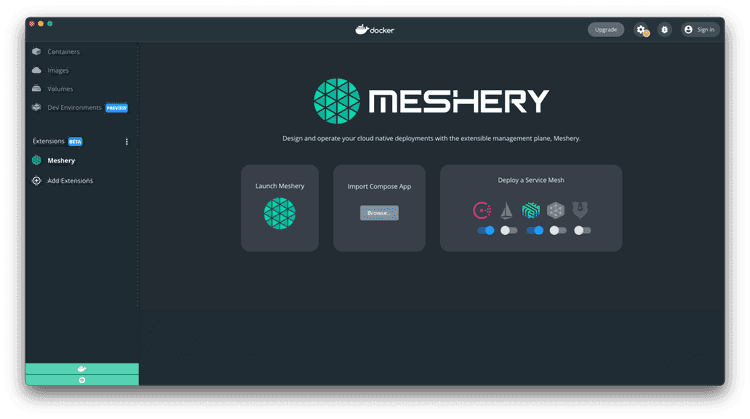 docker
Upgrade
Sign in
Containers
Images
Volumes
Dev Environments PREVIEW
Extensions BETA
Meshery
Add Extensions
MESHERY
Design and operate your cloud native deployments with the extensible management plane, Meshery.
Launch Meshery
Import Compose App
Browse...
Deploy a Service Mesh